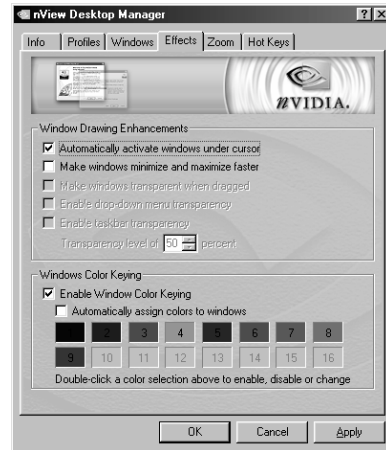 nView Desktop Manager
Info Profiles Windows Effects Zoom Hot Keys
nVIDIA.
Window Drawing Enhancements
Automatically activate windows under cursor
Make windows minimize and maximize faster
Make windows transparent when dragged
Enable drop-down menu transparency
Enable taskbar transparency
Transparency level of 50 percent
Windows Color Keying
Enable Window Color Keying
Automatically assign colors to windows
2 3 4 5 6 7 8
9 10 11 12 13 14 15 16
Double-click a color selection above to enable, disable or change
OK Cancel Apply